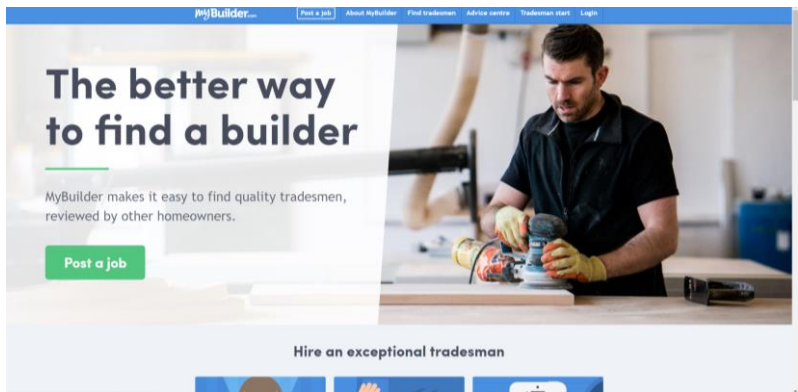 MyBuilder.com
Post a job About MyBuilder Find tradesmen Advice centre Tradesman start Login
The better way
to find a builder
MyBuilder makes it easy to find quality tradesmen,
reviewed by other homeowners.
Post a job
Hire an exceptional tradesman